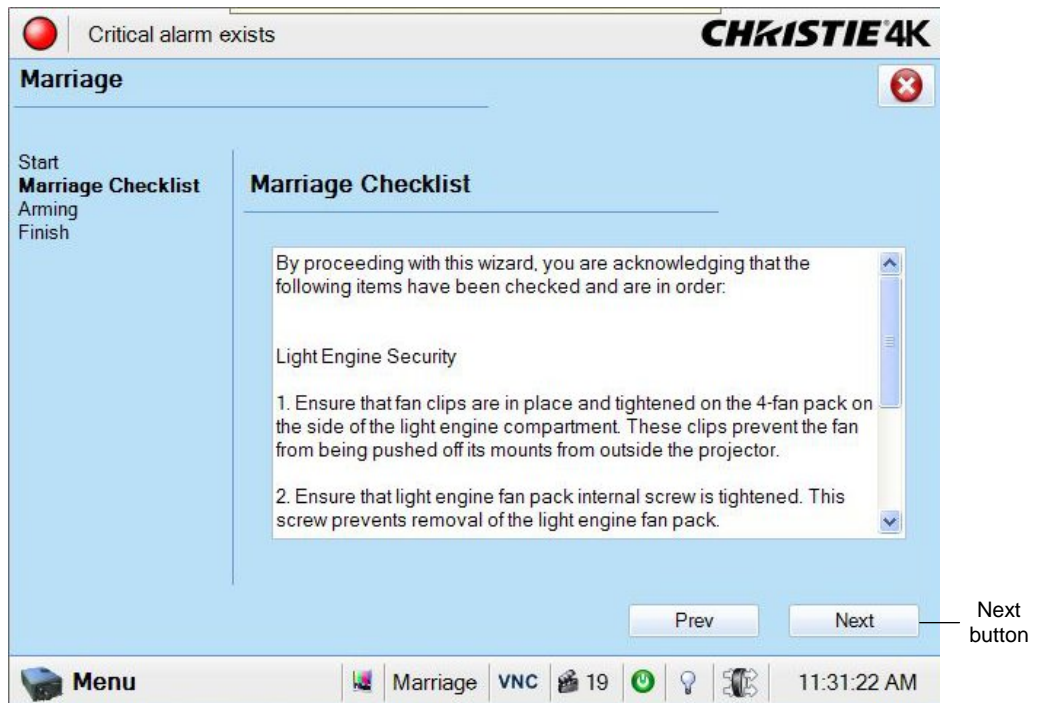 Critical alarm exists
CHRISTIE 4K
Marriage
Start
Marriage Checklist
Arming
Finish
Marriage Checklist
By proceeding with this wizard, you are acknowledging that the
following items have been checked and are in order:
Light Engine Security
1. Ensure that fan clips are in place and tightened on the 4-fan pack on
the side of the light engine compartment. These clips prevent the fan
from being pushed off its mounts from outside the projector.
2. Ensure that light engine fan pack internal screw is tightened. This
screw prevents removal of the light engine fan pack.
Prev
Next
Next
button
Menu
Marriage
VNC
19
11:31:22 AM